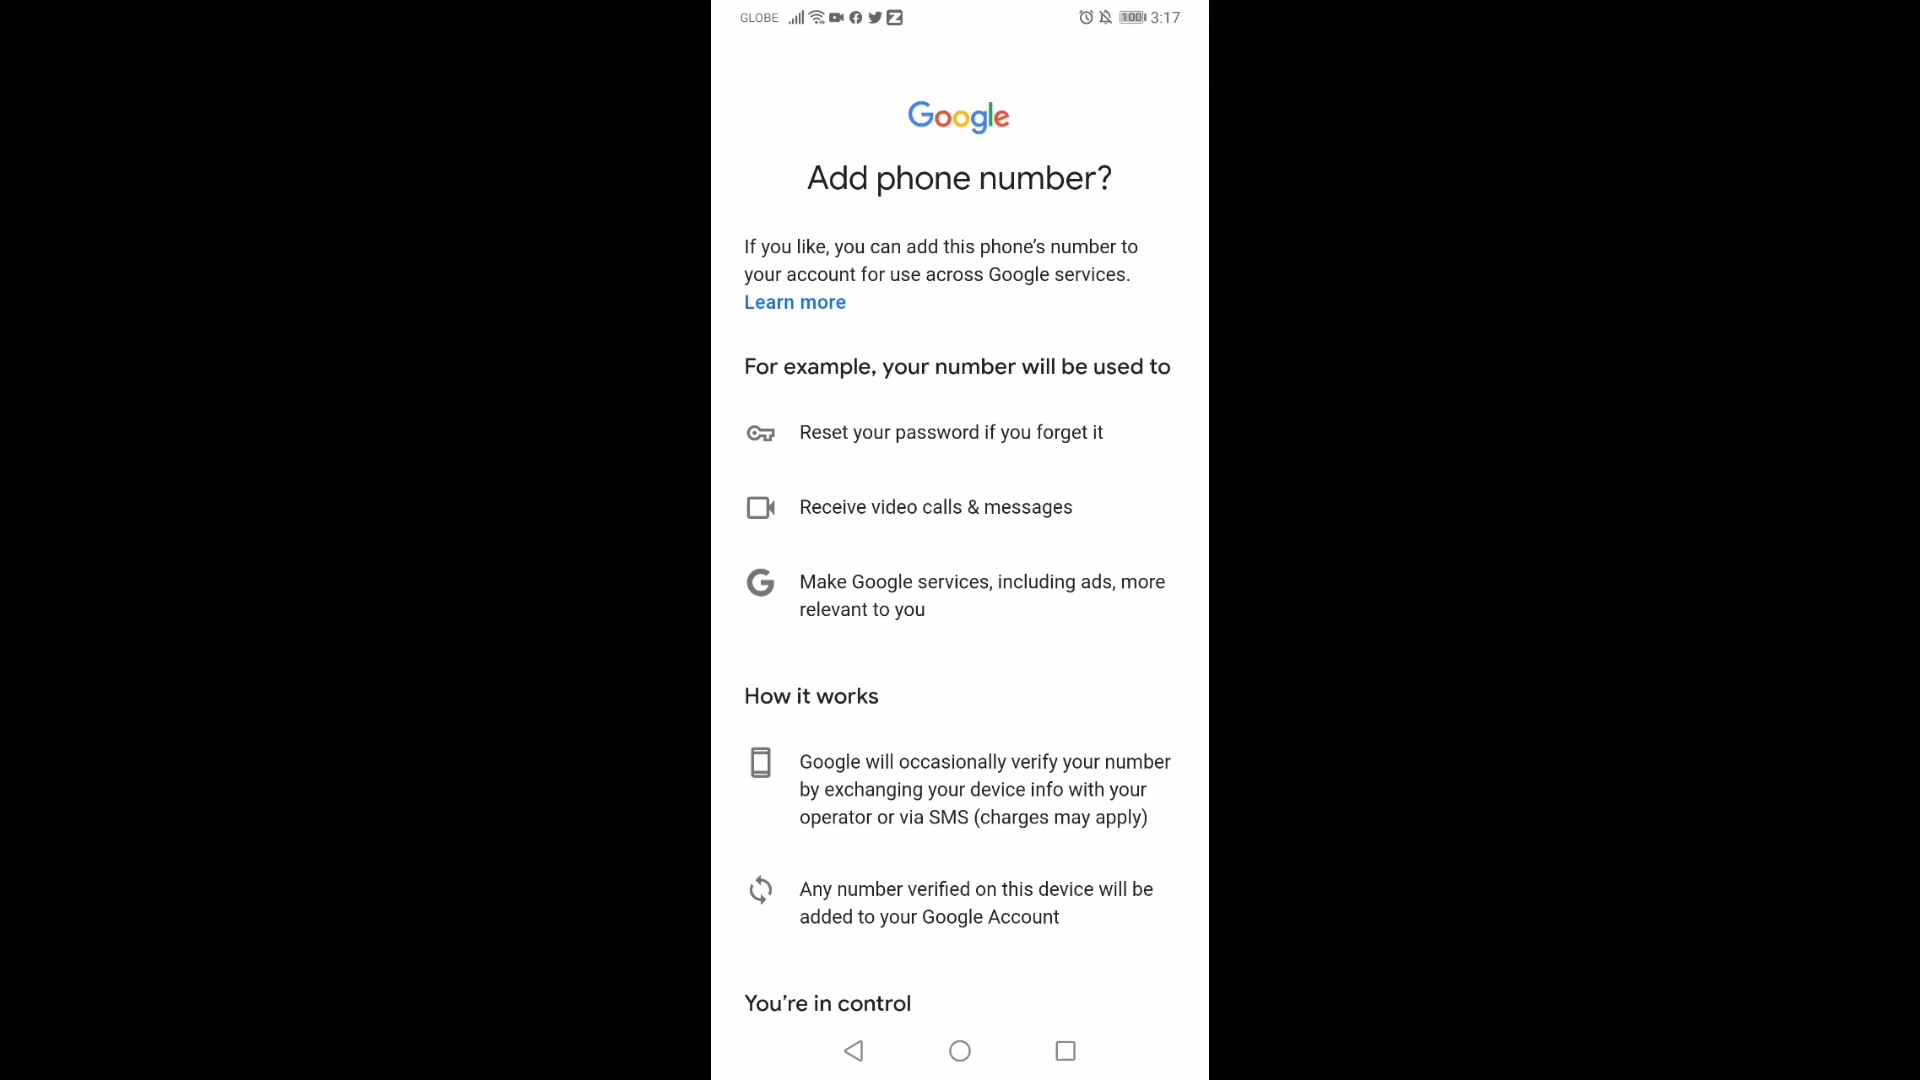 GLOBE 100 3:17
Google
Add phone number?
If you like, you can add this phone’s number to
your account for use across Google services.
Learn more
For example, your number will be used to
Reset your password if you forget it
Receive video calls & messages
G Make Google services, including ads, more
relevant to you
How it works
Google will occasionally verify your number
by exchanging your device info with your
operator or via SMS (charges may apply)
Any number verified on this device will be
added to your Google Account
You’re in control